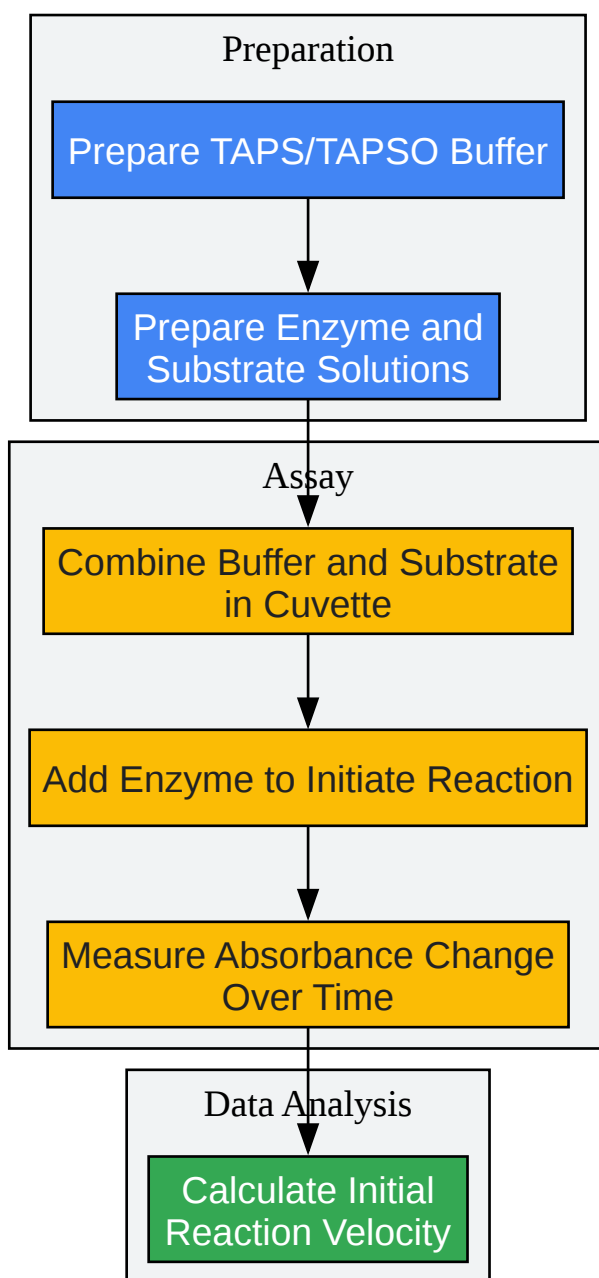 Preparation
Prepare TAPS/TAPSO Buffer
Prepare Enzyme and
Substrate Solutions
Assay
Combine Buffer and Substrate
in Cuvette
Add Enzyme to Initiate Reaction
Measure Absorbance Change
Over Time
Data Analysis
Calculate Initial
Reaction Velocity